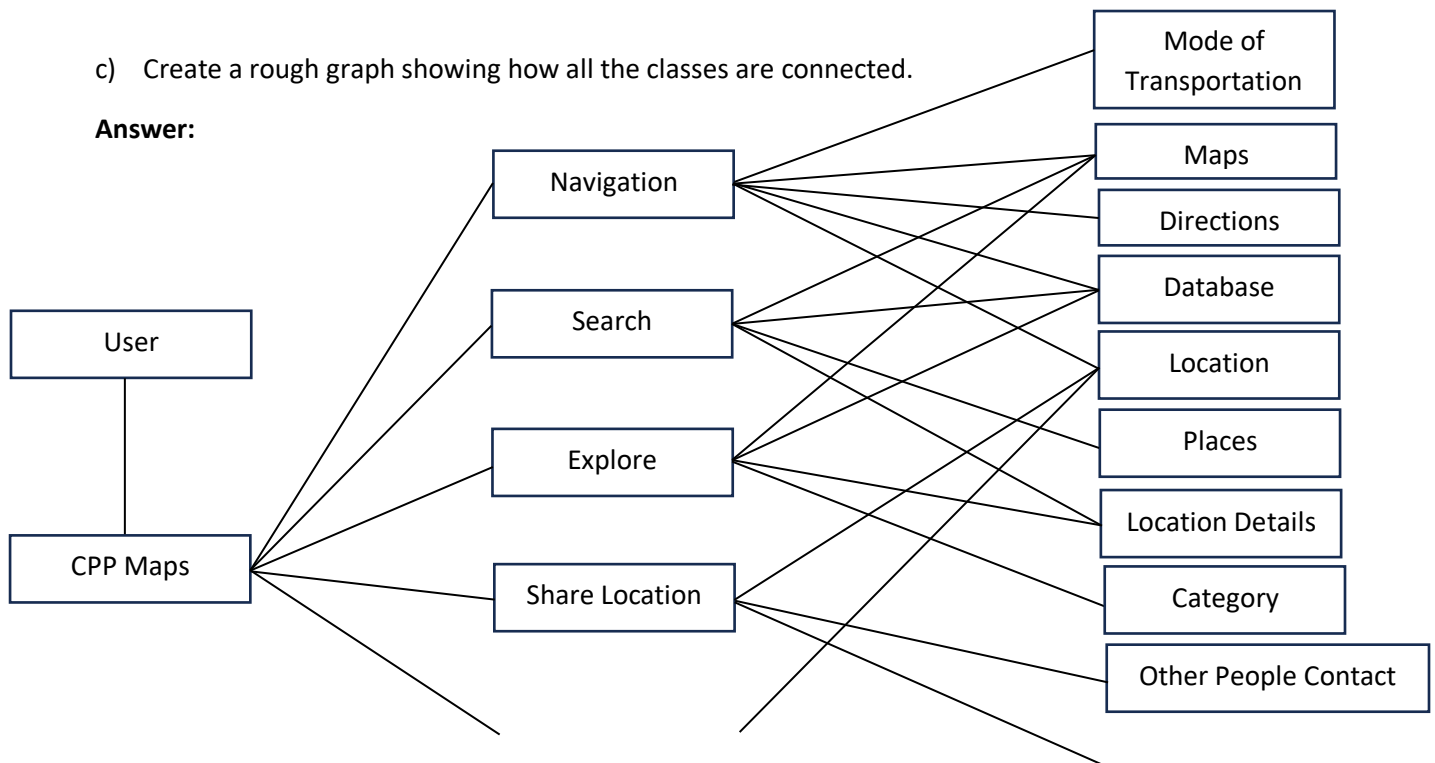 c) Create a rough graph showing how all the classes are connected.
Answer:
User
CPP Maps
Navigation
Search
Explore
Share Location
Mode of
Transportation
Maps
Directions
Database
Location
Places
Location Details
Category
Other People Contact